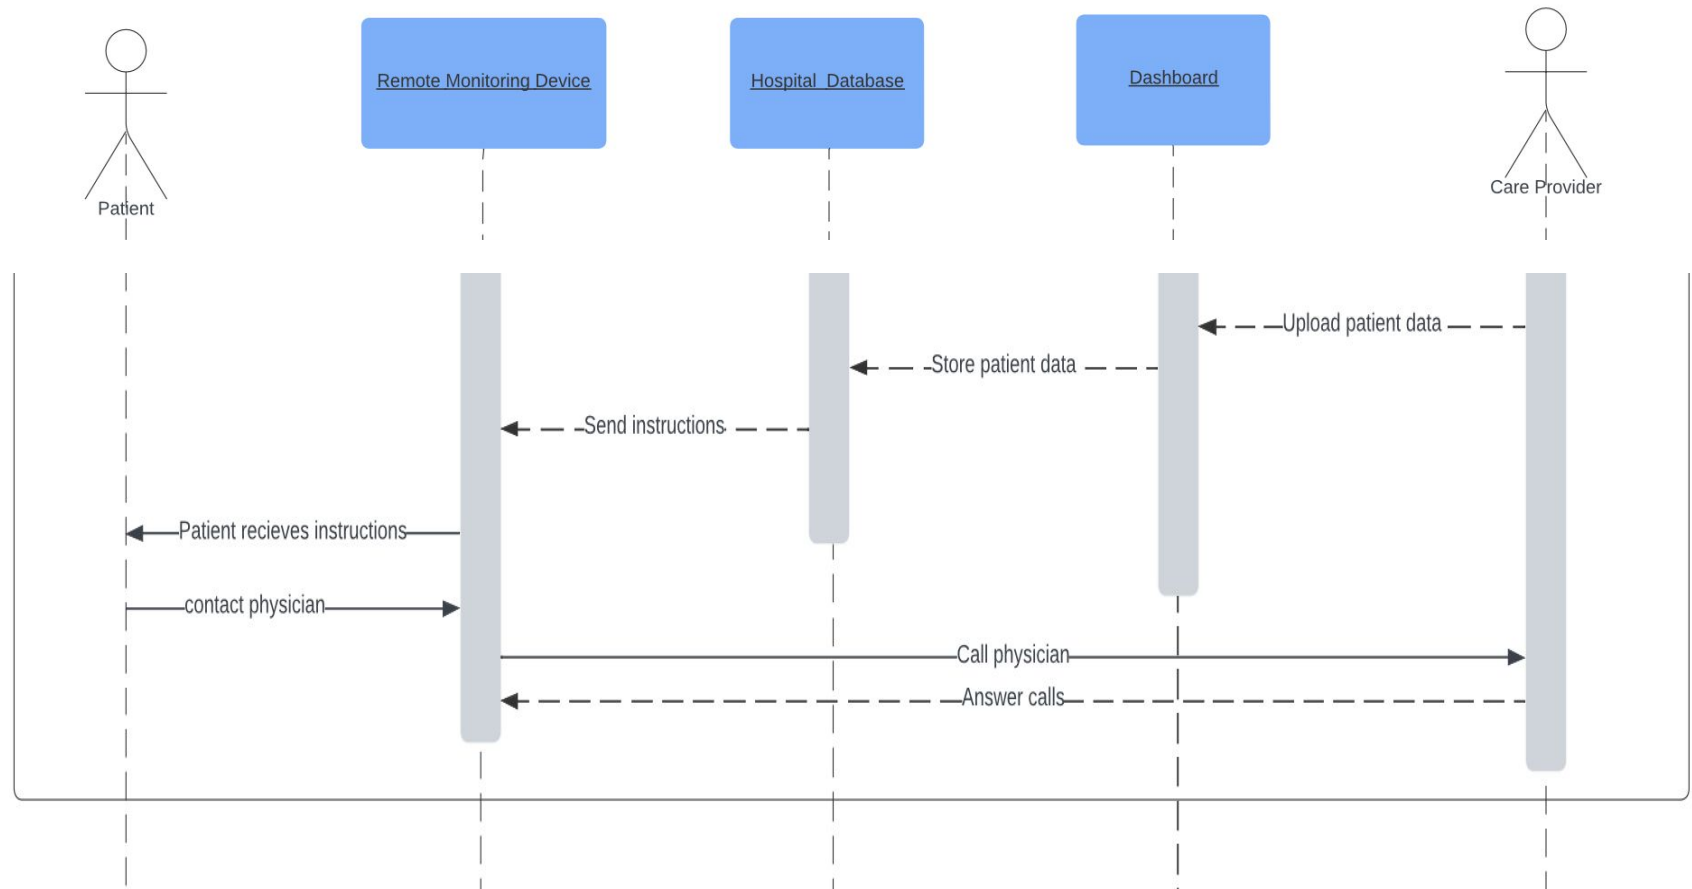 Remote Monitoring Device
Hospital Database
Dashboard
Patient
Care Provider
Upload patient data
Store patient data
Send instructions
Patient recieves instructions
contact physician
Call physician
Answer calls